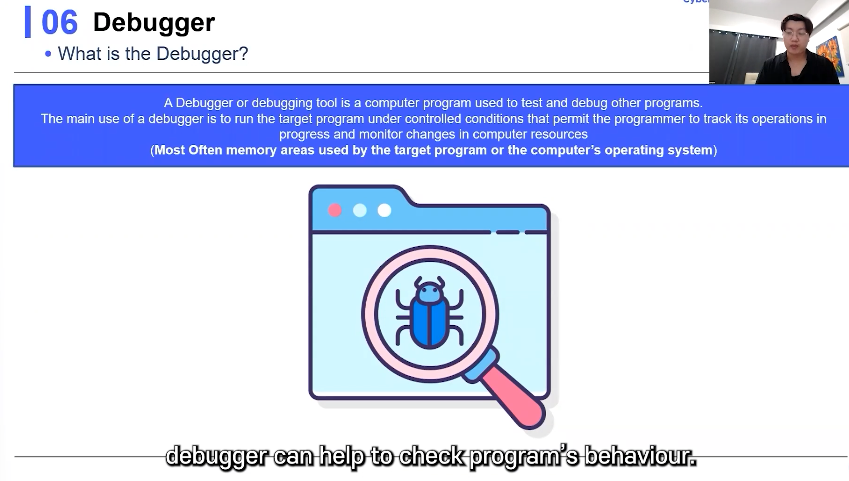 06 Debugger
• What is the Debugger?
A Debugger or debugging tool is a computer program used to test and debug other programs.
The main use of a debugger is to run the target program under controlled conditions that permit the programmer to track its operations in
progress and monitor changes in computer resources
(Most Often memory areas used by the target program or the computer's operating system)
debugger can help to check program's behaviour.